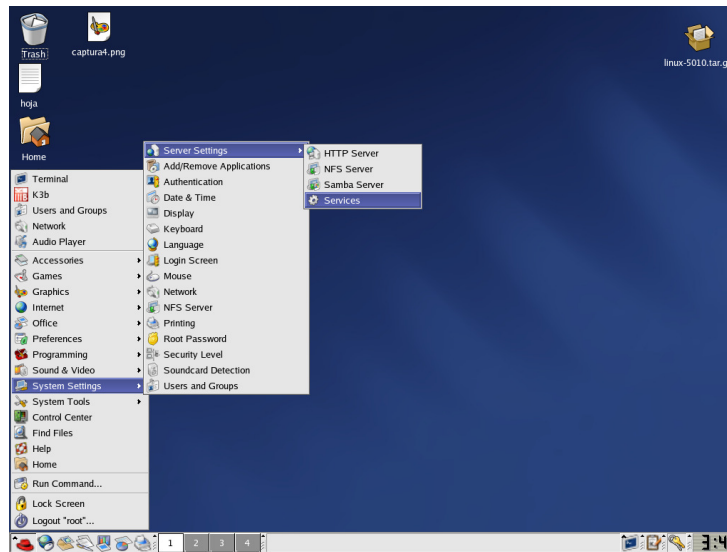 Trash
captura4.png
linux-5010.tar.g
hoja
Home
Terminal
K3b
Users and Groups
Network
Audio Player
Accessories
Games
Graphics
Internet
Office
Preferences
Programming
Sound & Video
System Settings
System Tools
Control Center
Find Files
Help
Home
Run Command...
Lock Screen
Logout "root"...
Server Settings
Add/Remove Applications
Authentication
Date & Time
Display
Keyboard
Language
Login Screen
Mouse
Network
NFS Server
Printing
Root Password
Security Level
Soundcard Detection
Users and Groups
HTTP Server
NFS Server
Samba Server
Services
1 2 3 4